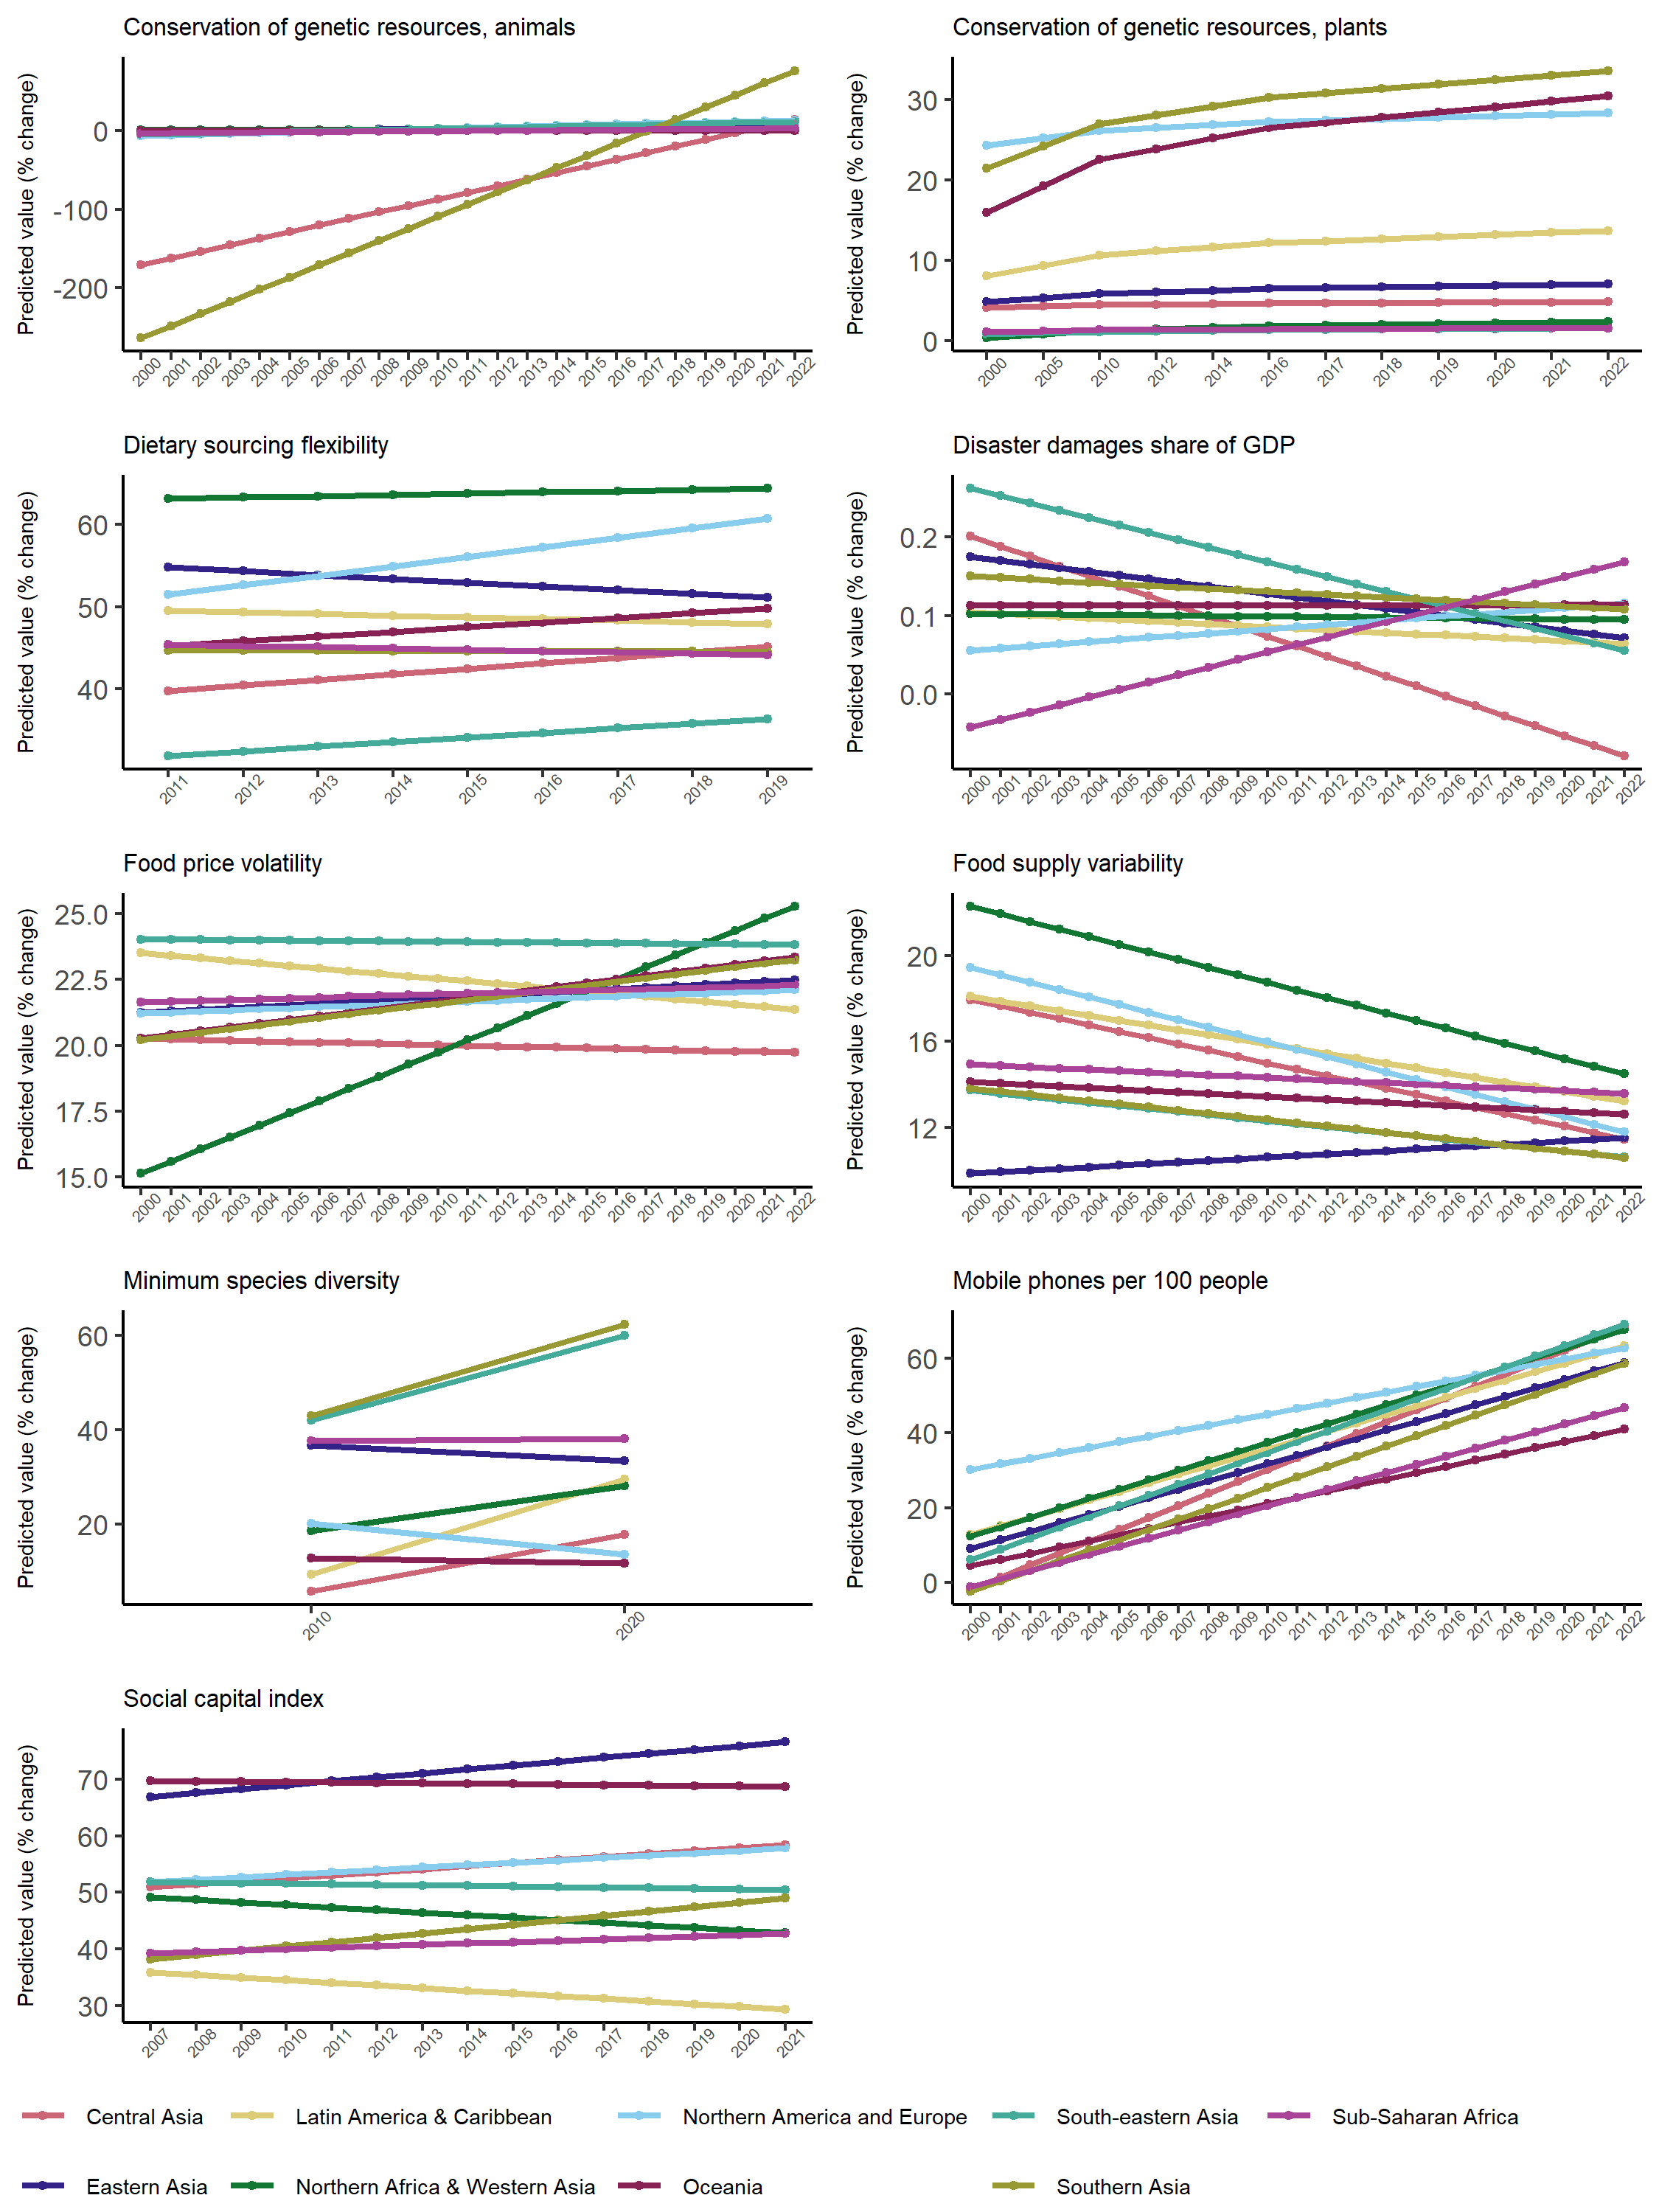 Conservation of genetic resources, animals
Predicted value (% change)
0
-100
-200
2000 2001 2002 2003 2004 2005 2006 2007 2008 2009 2010 2011 2012 2013 2014 2015 2016 2017 2018 2019 2020 2021 2022
Conservation of genetic resources, plants
Predicted value (% change)
30
20
10
0
2000 2005 2010 2012 2014 2016 2017 2018 2019 2020 2021 2022
Dietary sourcing flexibility
Predicted value (% change)
60
50
40
2011 2012 2013 2014 2015 2016 2017 2018 2019
Disaster damages share of GDP
Predicted value (% change)
0.2
0.1
0.0
2000 2001 2002 2003 2004 2005 2006 2007 2008 2009 2010 2011 2012 2013 2014 2015 2016 2017 2018 2019 2020 2021 2022
Food price volatility
Predicted value (% change)
25.0
22.5
20.0
17.5
15.0
2000 2001 2002 2003 2004 2005 2006 2007 2008 2009 2010 2011 2012 2013 2014 2015 2016 2017 2018 2019 2020 2021 2022
Food supply variability
Predicted value (% change)
20
16
12
2000 2001 2002 2003 2004 2005 2006 2007 2008 2009 2010 2011 2012 2013 2014 2015 2016 2017 2018 2019 2020 2021 2022
Minimum species diversity
Predicted value (% change)
60
40
20
2010 2020
Mobile phones per 100 people
Predicted value (% change)
60
40
20
0
2000 2001 2002 2003 2004 2005 2006 2007 2008 2009 2010 2011 2012 2013 2014 2015 2016 2017 2018 2019 2020 2021 2022
Social capital index
Predicted value (% change)
70
60
50
40
30
2007 2008 2009 2010 2011 2012 2013 2014 2015 2016 2017 2018 2019 2020 2021
Central Asia Latin America & Caribbean Northern America and Europe South-eastern Asia Sub-Saharan Africa
Eastern Asia Northern Africa & Western Asia Oceania Southern Asia